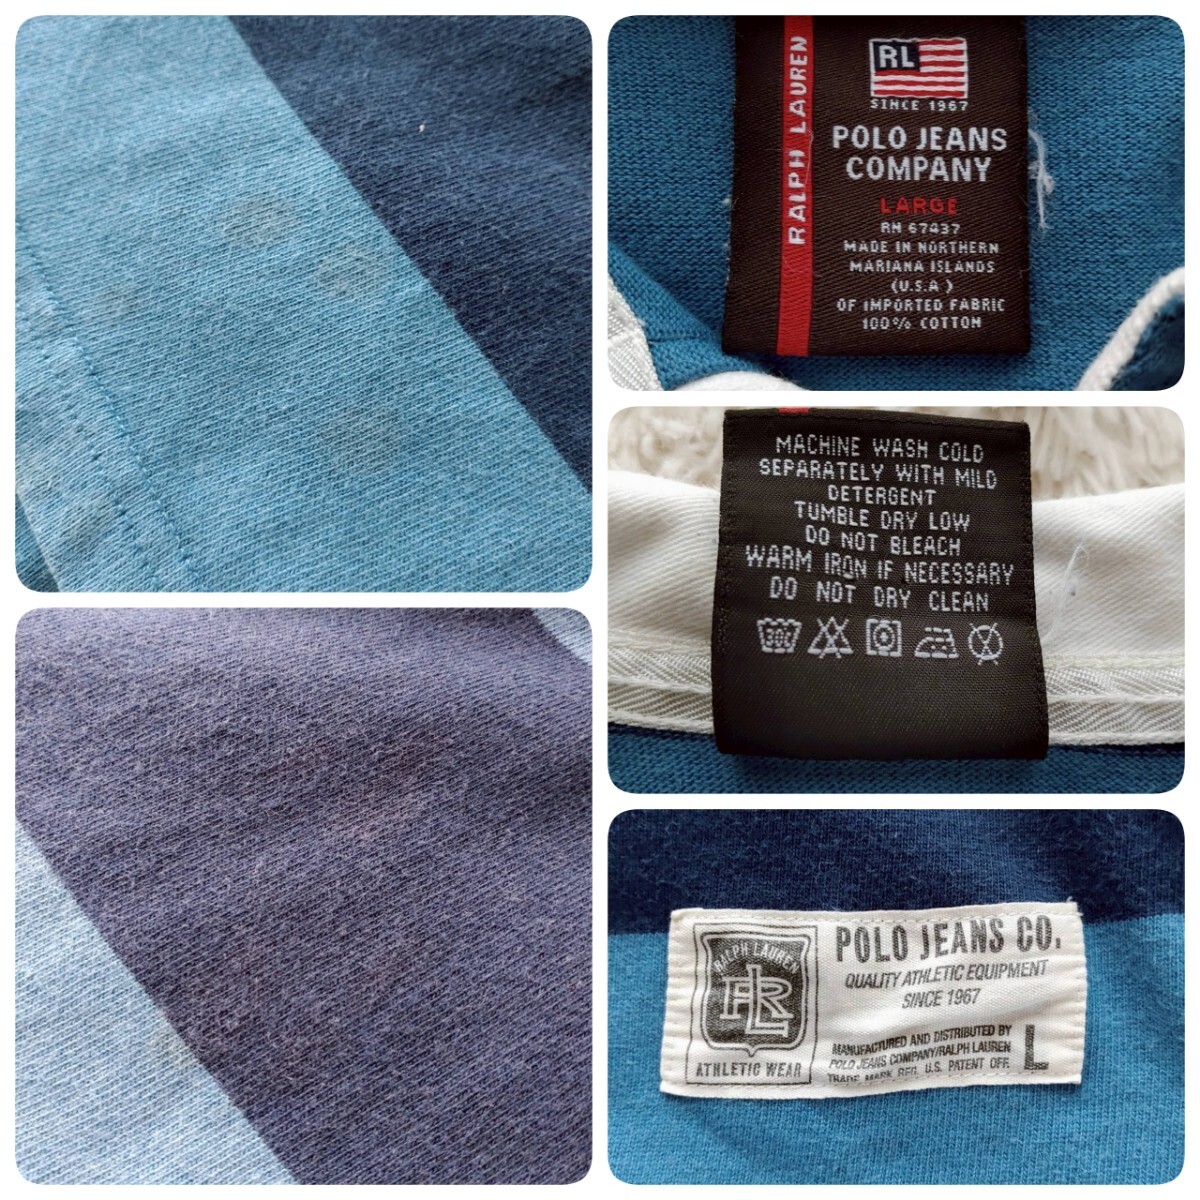 RALPH LAUREN
RL
SINCE 1967
POLO JEANS
COMPANY
LARGE
RN 67437
MADE IN NORTHERN
MARIANA ISLANDS
(U.S.A)
OF IMPORTED FABRIC
100% COTTON
MACHINE WASH COLD
SEPARATELY WITH MILD
DETERGENT
TUMBLE DRY LOW
DO NOT BLEACH
WARM IRON IF NECESSARY
DO NOT DRY CLEAN
30C
RALPH LAUREN
RL
ATHLETIC WEAR
POLO JEANS CO.
QUALITY ATHLETIC EQUIPMENT
SINCE 1967
MANUFACTURED AND DISTRIBUTED BY
POLO JEANS COMPANY/RALPH LAUREN
TRADE MARK REG. U.S. PATENT OFF.
L